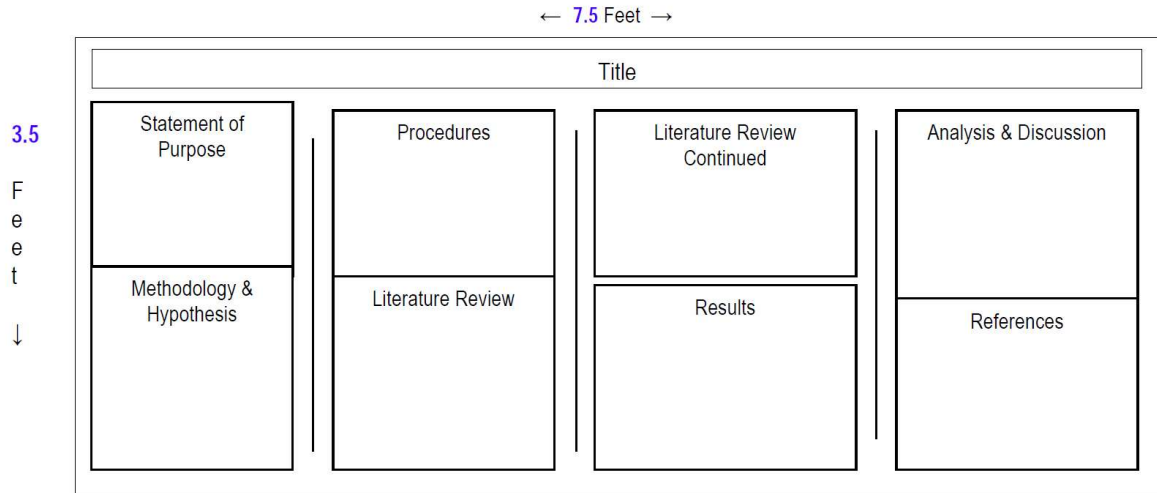 ← 7.5 Feet →
Title
3.5
F
e
e
t
↓
Statement of
Purpose
Methodology &
Hypothesis
Procedures
Literature Review
Literature Review
Continued
Results
Analysis & Discussion
References